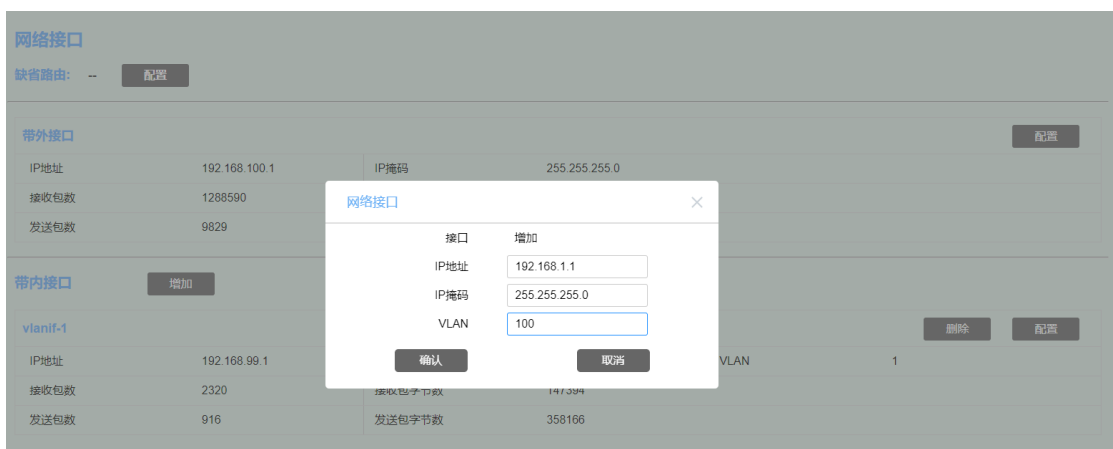 网络接口
缺省路由: -- 配置
带外接口 配置
IP地址 192.168.100.1 IP掩码 255.255.255.0
接收包数 1288590
发送包数 9829
网络接口
接口 增加
IP地址 192.168.1.1
IP掩码 255.255.255.0
VLAN 100
确认 取消
带内接口 增加
vlanif-1 删除 配置
IP地址 192.168.99.1 VLAN 1
接收包数 2320 接收包字节数 147394
发送包数 916 发送包字节数 358166